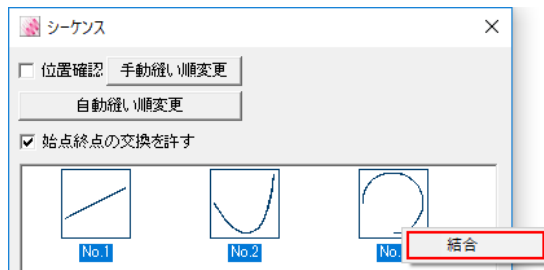 シーケンス
位置確認 手動縫い順変更
自動縫い順変更
始点終点の交換を許す
No.1 No.2 No.
結合